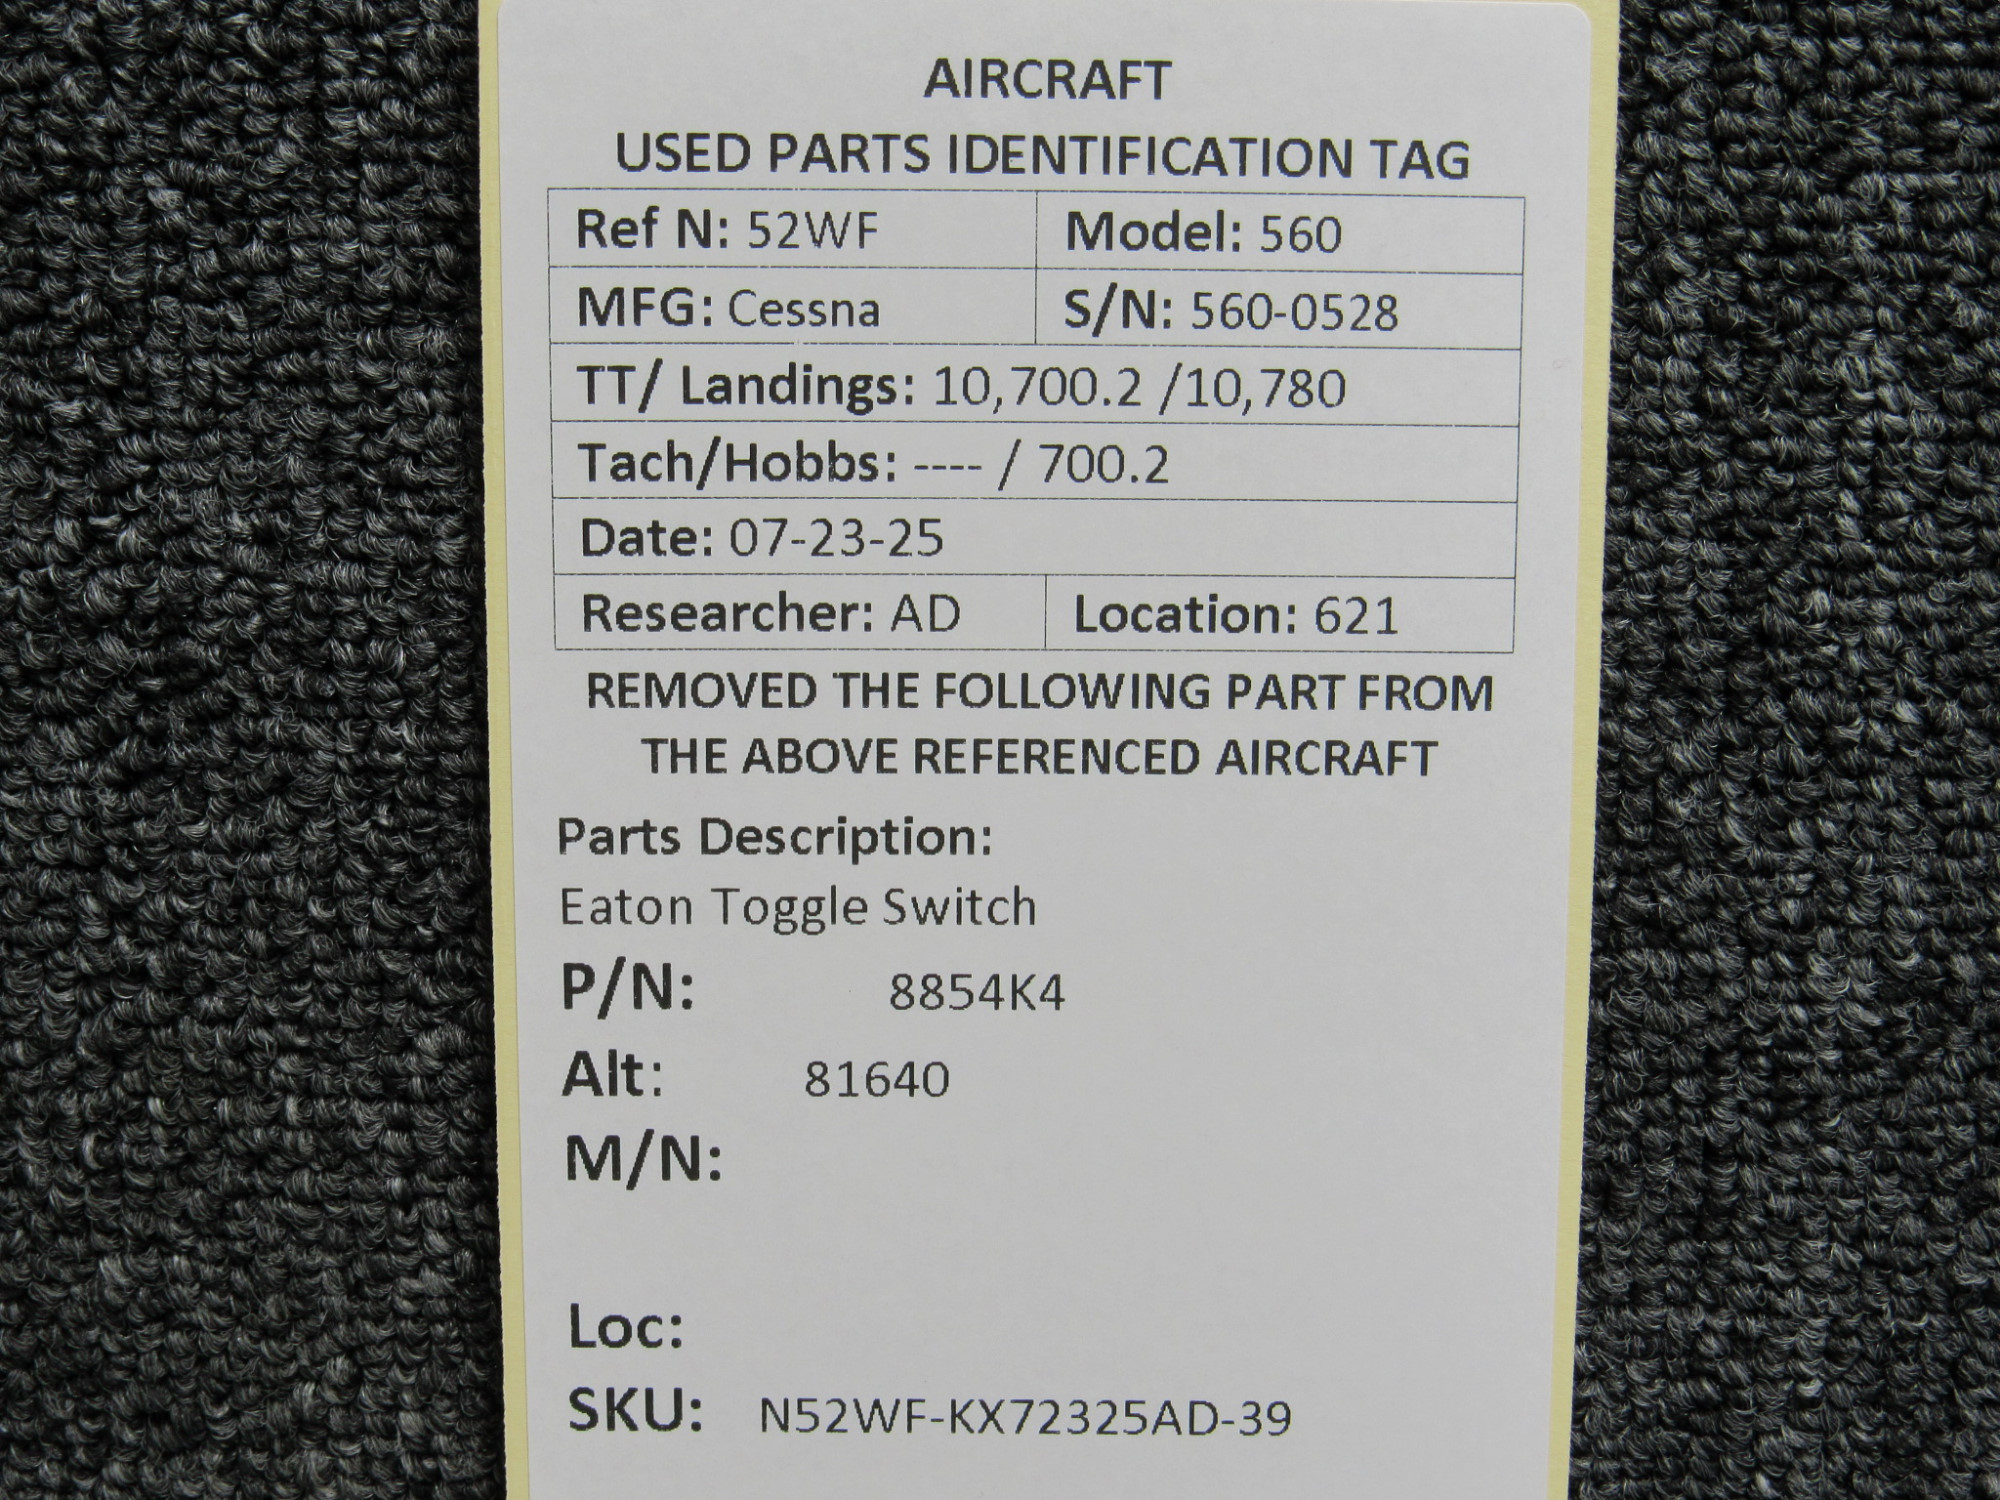 AIRCRAFT
USED PARTS IDENTIFICATION TAG
Ref N: 52WF Model: 560
MFG: Cessna S/N: 560-0528
TT/ Landings: 10,700.2 /10,780
Tach/Hobbs: ---- / 700.2
Date: 07-23-25
Researcher: AD Location: 621
REMOVED THE FOLLOWING PART FROM
THE ABOVE REFERENCED AIRCRAFT
Parts Description:
Eaton Toggle Switch
P/N: 8854K4
Alt: 81640
M/N:
Loc:
SKU: N52WF-KX72325AD-39